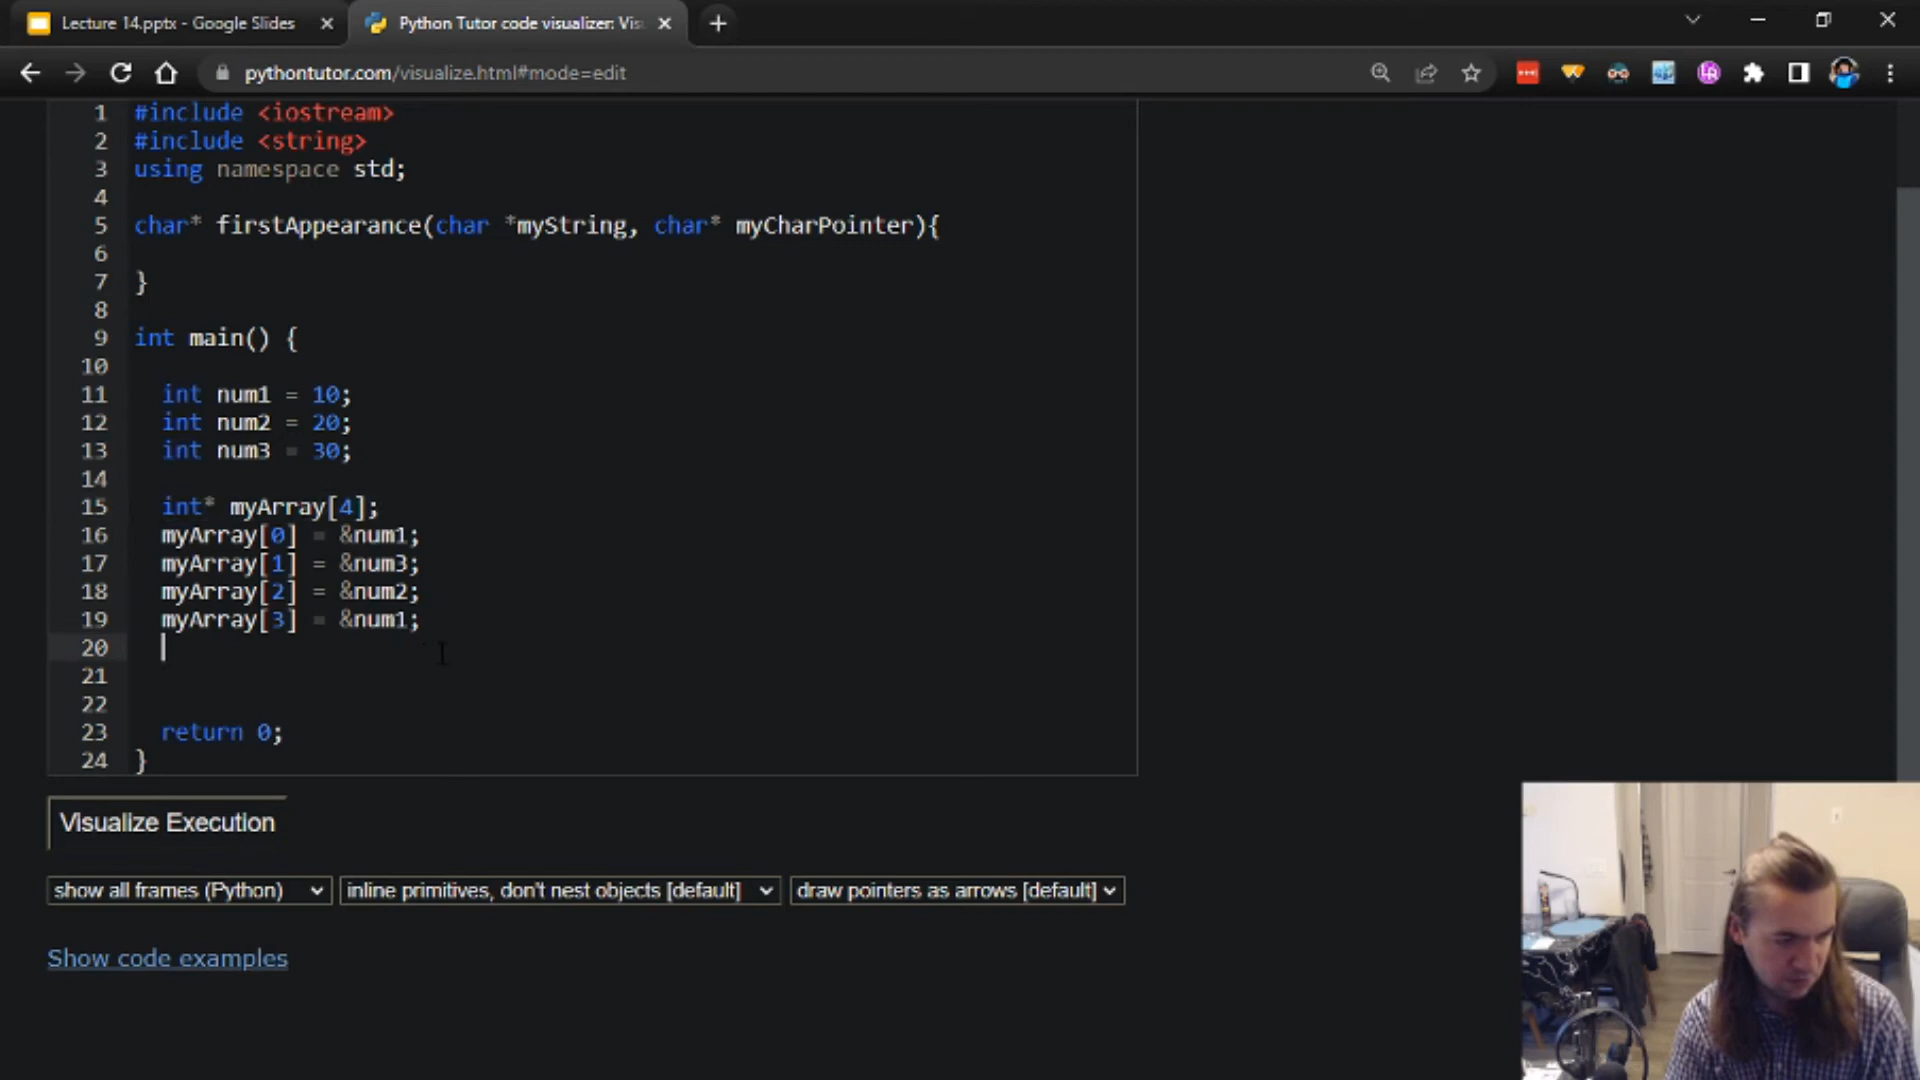 Lecture 14.pptx - Google Slides
Python Tutor code visualizer: Vis
pythontutor.com/visualize.html#mode=edit
1 #include <iostream>
2 #include <string>
3 using namespace std;
4
5 char* firstAppearance(char *myString, char* myCharPointer){
6
7 }
8
9 int main() {
10
11 int num1 = 10;
12 int num2 = 20;
13 int num3 = 30;
14
15 int* myArray[4];
16 myArray[0] = &num1;
17 myArray[1] = &num3;
18 myArray[2] = &num2;
19 myArray[3] = &num1;
20
21
22
23 return 0;
24 }
Visualize Execution
show all frames (Python)
inline primitives, don't nest objects [default]
draw pointers as arrows [default]
Show code examples